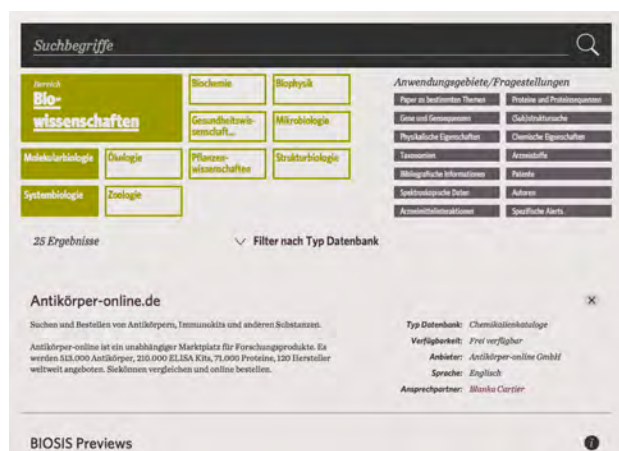 Suchbegriffe
Bereich
Bio-
wissenschaften
Biochemie
Biophysik
Gesundheitswis-
senschaft...
Mikrobiologie
Molekularbiologie
Ökologie
Pflanzen-
wissenschaften
Strukturbiologie
Systembiologie
Zoologie
Anwendungsgebiete/Fragestellungen
Paper zu bestimmten Themen
Proteine und Proteinsequenzen
Gene und Gensequenzen
(Sub)struktursuche
Physikalische Eigenschaften
Chemische Eigenschaften
Taxonomien
Arzneistoffe
Bibliografische Informationen
Patente
Spektroskopische Daten
Autoren
Arzneimittelinteraktionen
Spezifische Alerts
25 Ergebnisse
Filter nach Typ Datenbank
Antikörper-online.de
Suchen und Bestellen von Antikörpern, Immunokits und anderen Substanzen.
Antikörper-online ist ein unabhängiger Marktplatz für Forschungsprodukte. Es
werden 515.000 Antikörper, 210.000 ELISA Kits, 71.000 Proteine, 120 Hersteller
weltweit angeboten. Siekönnen vergleichen und online bestellen.
Typ Datenbank: Chemikalienkataloge
Verfügbarkeit: Frei verfügbar
Anbieter: Antikörper-online GmbH
Sprache: Englisch
Ansprechpartner: Blanka Cartier
BIOSIS Previews